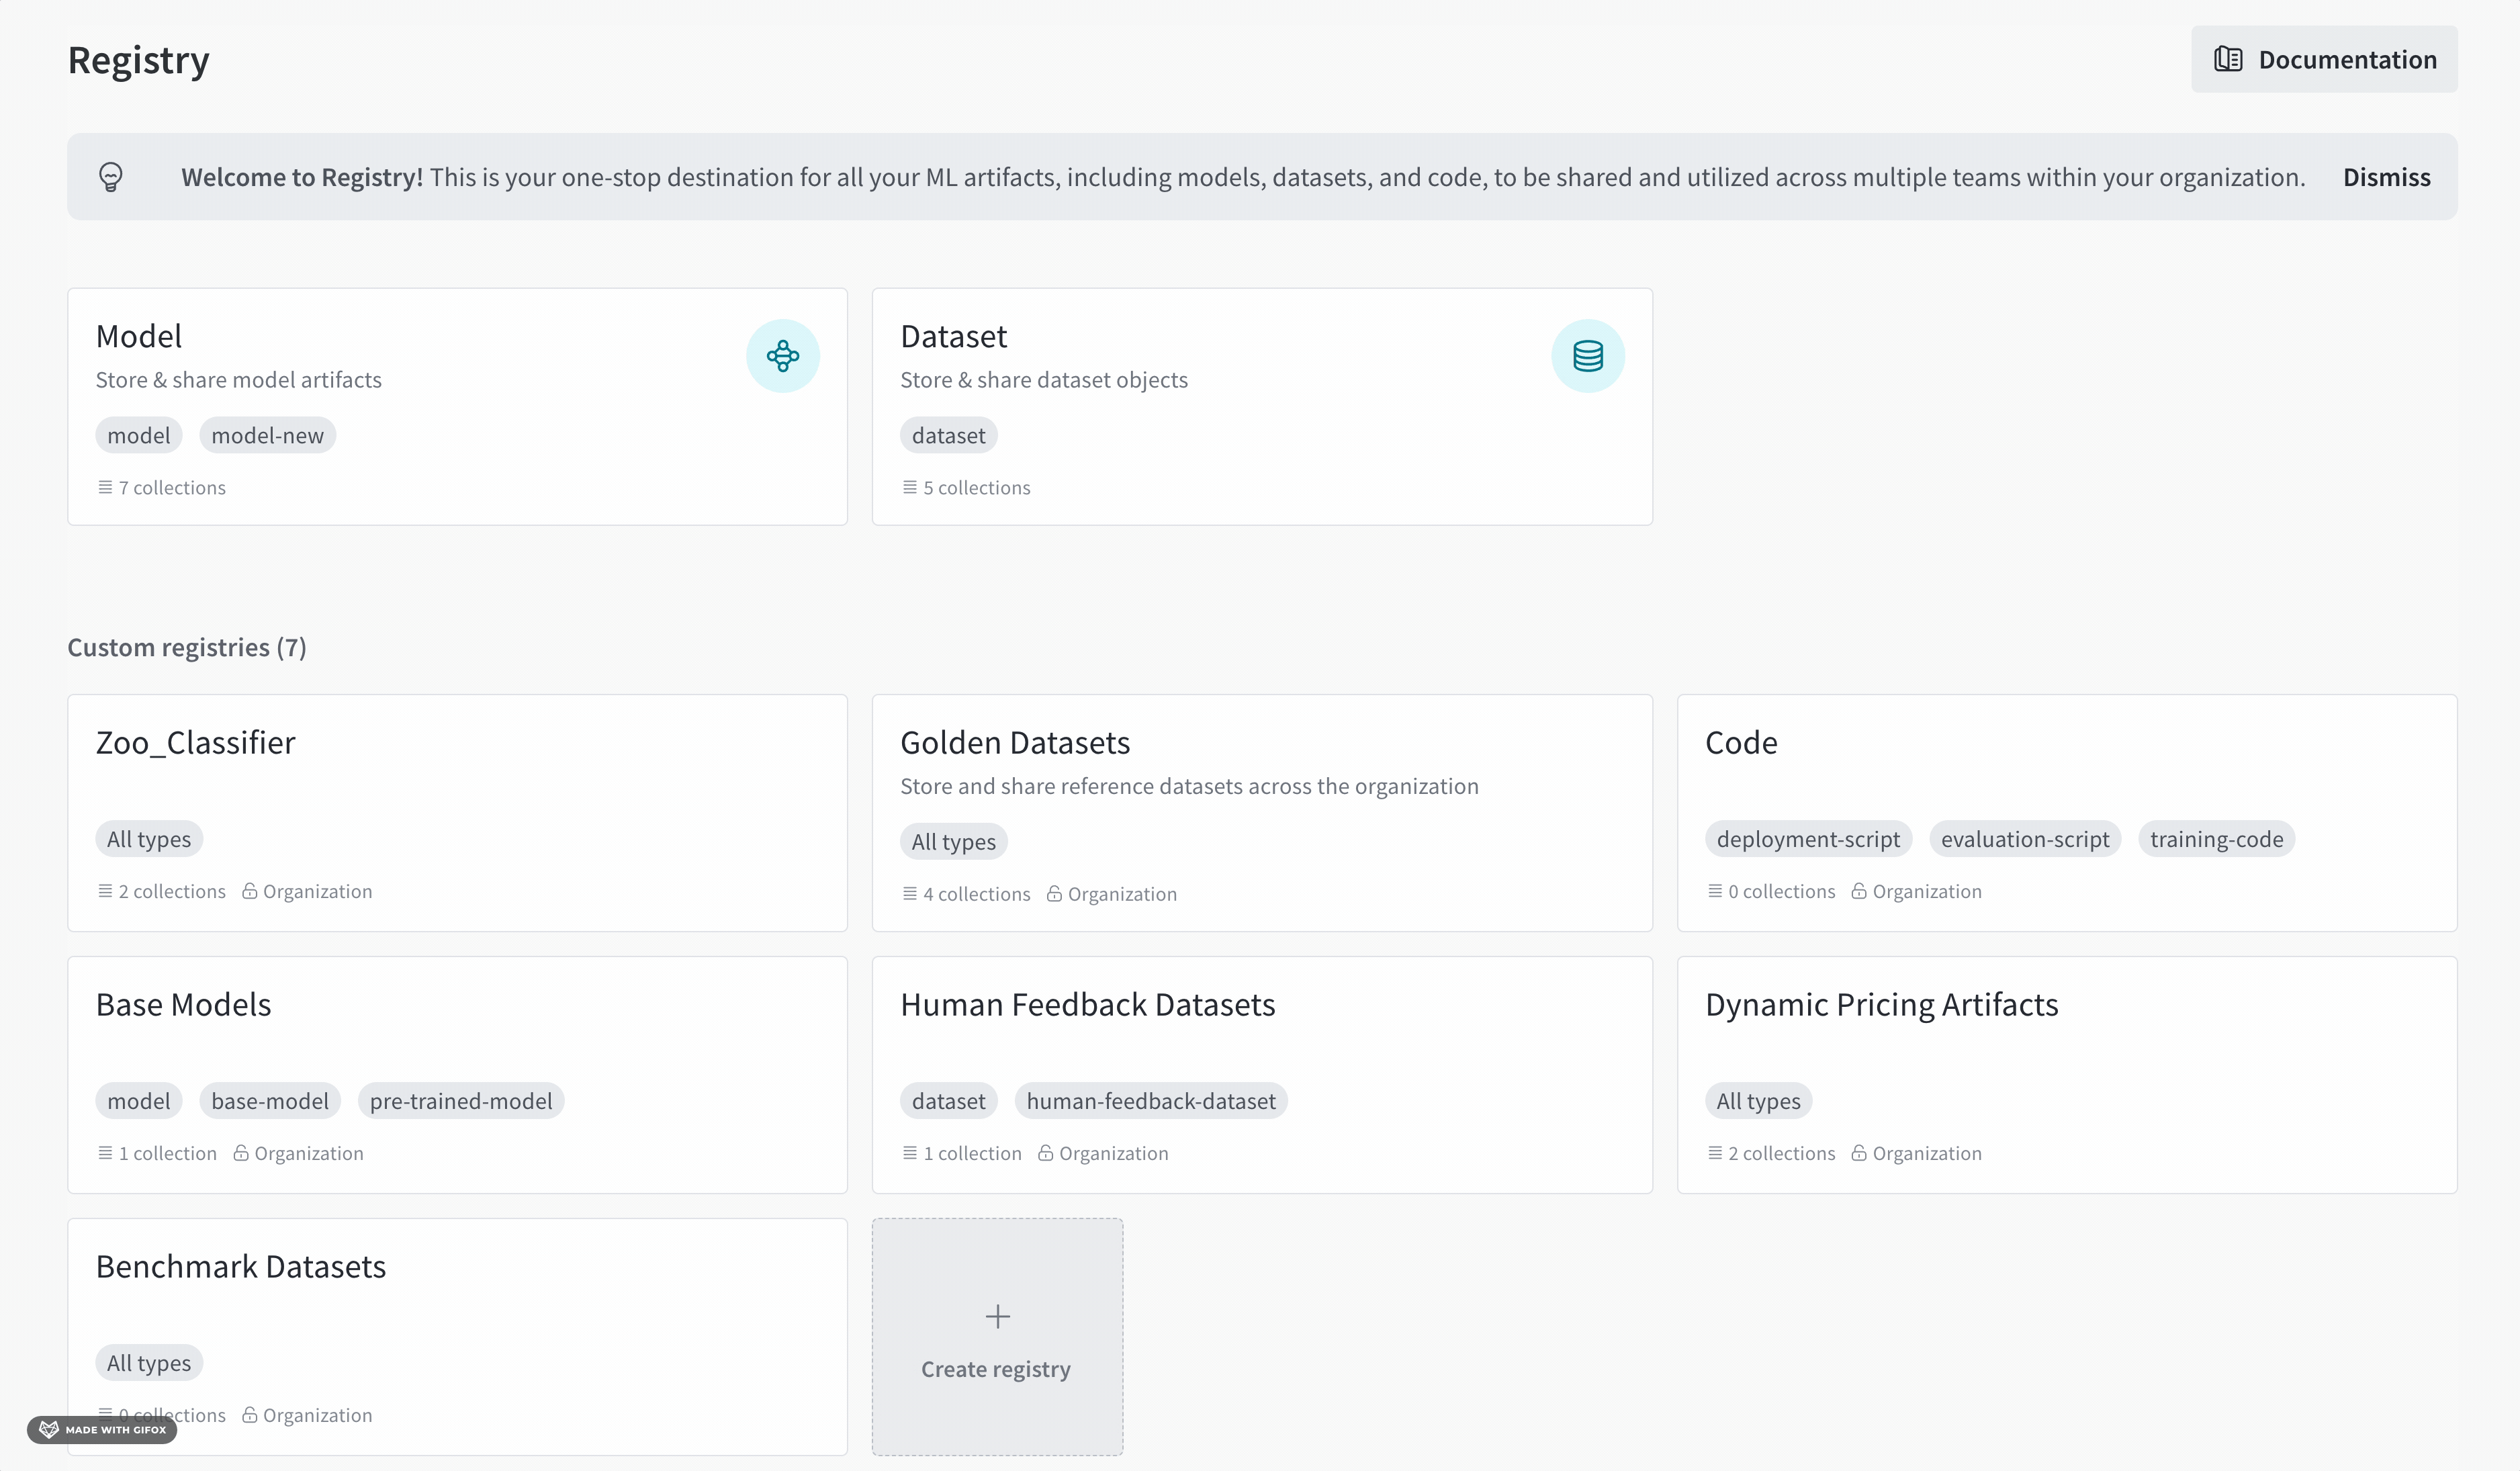 Registry
Documentation
Welcome to Registry! This is your one-stop destination for all your ML artifacts, including models, datasets, and code, to be shared and utilized across multiple teams within your organization.
Dismiss
Model
Store & share model artifacts
model model-new
7 collections
Dataset
Store & share dataset objects
dataset
5 collections
Custom registries (7)
Zoo_Classifier
All types
2 collections Organization
Golden Datasets
Store and share reference datasets across the organization
All types
4 collections Organization
Code
deployment-script evaluation-script training-code
0 collections Organization
Base Models
model base-model pre-trained-model
1 collection Organization
Human Feedback Datasets
dataset human-feedback-dataset
1 collection Organization
Dynamic Pricing Artifacts
All types
2 collections Organization
Benchmark Datasets
All types
0 collections Organization
Create registry
MADE WITH GIFOX